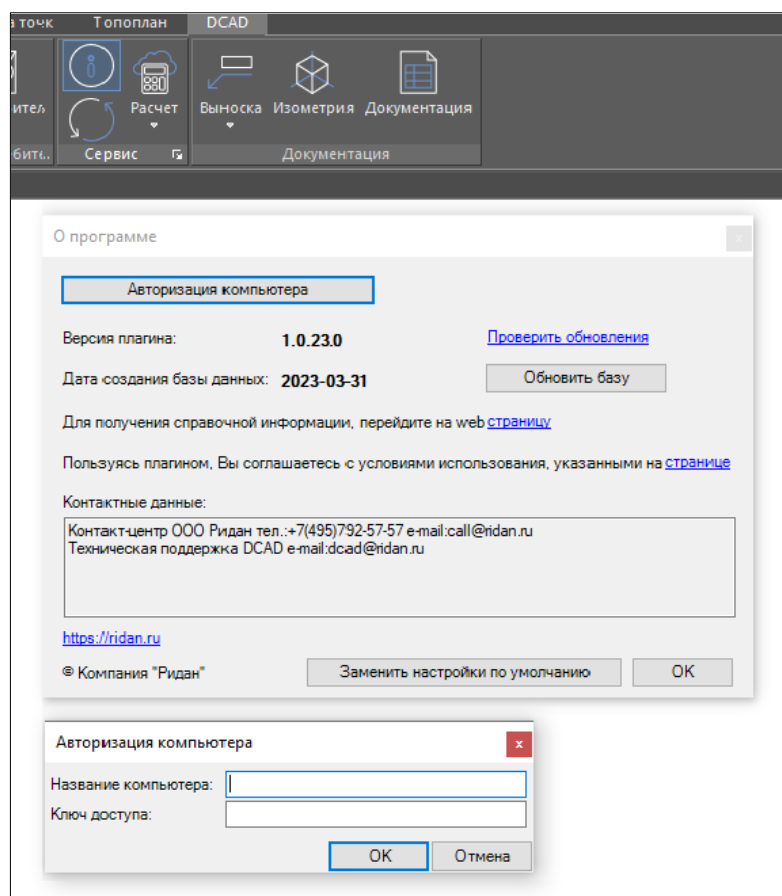 а точк Топоплан DCAD
ител Расчет Выноска Изометрия Документация
бите.. Сервис Документация
О программе
Авторизация компьютера
Версия плагина: 1.0.23.0 Проверить обновления
Дата создания базы данных: 2023-03-31 Обновить базу
Для получения справочной информации, перейдите на web страницу
Пользуясь плагином, Вы соглашаетесь с условиями использования, указанными на странице
Контактные данные:
Контакт-центр ООО Ридан тел.:+7(495)792-57-57 e-mail:call@ridan.ru
Техническая поддержка DCAD e-mail:dcad@ridan.ru
https://ridan.ru
© Компания "Ридан" Заменить настройки по умолчанию OK
Авторизация компьютера
Название компьютера:
Ключ доступа:
OK Отмена